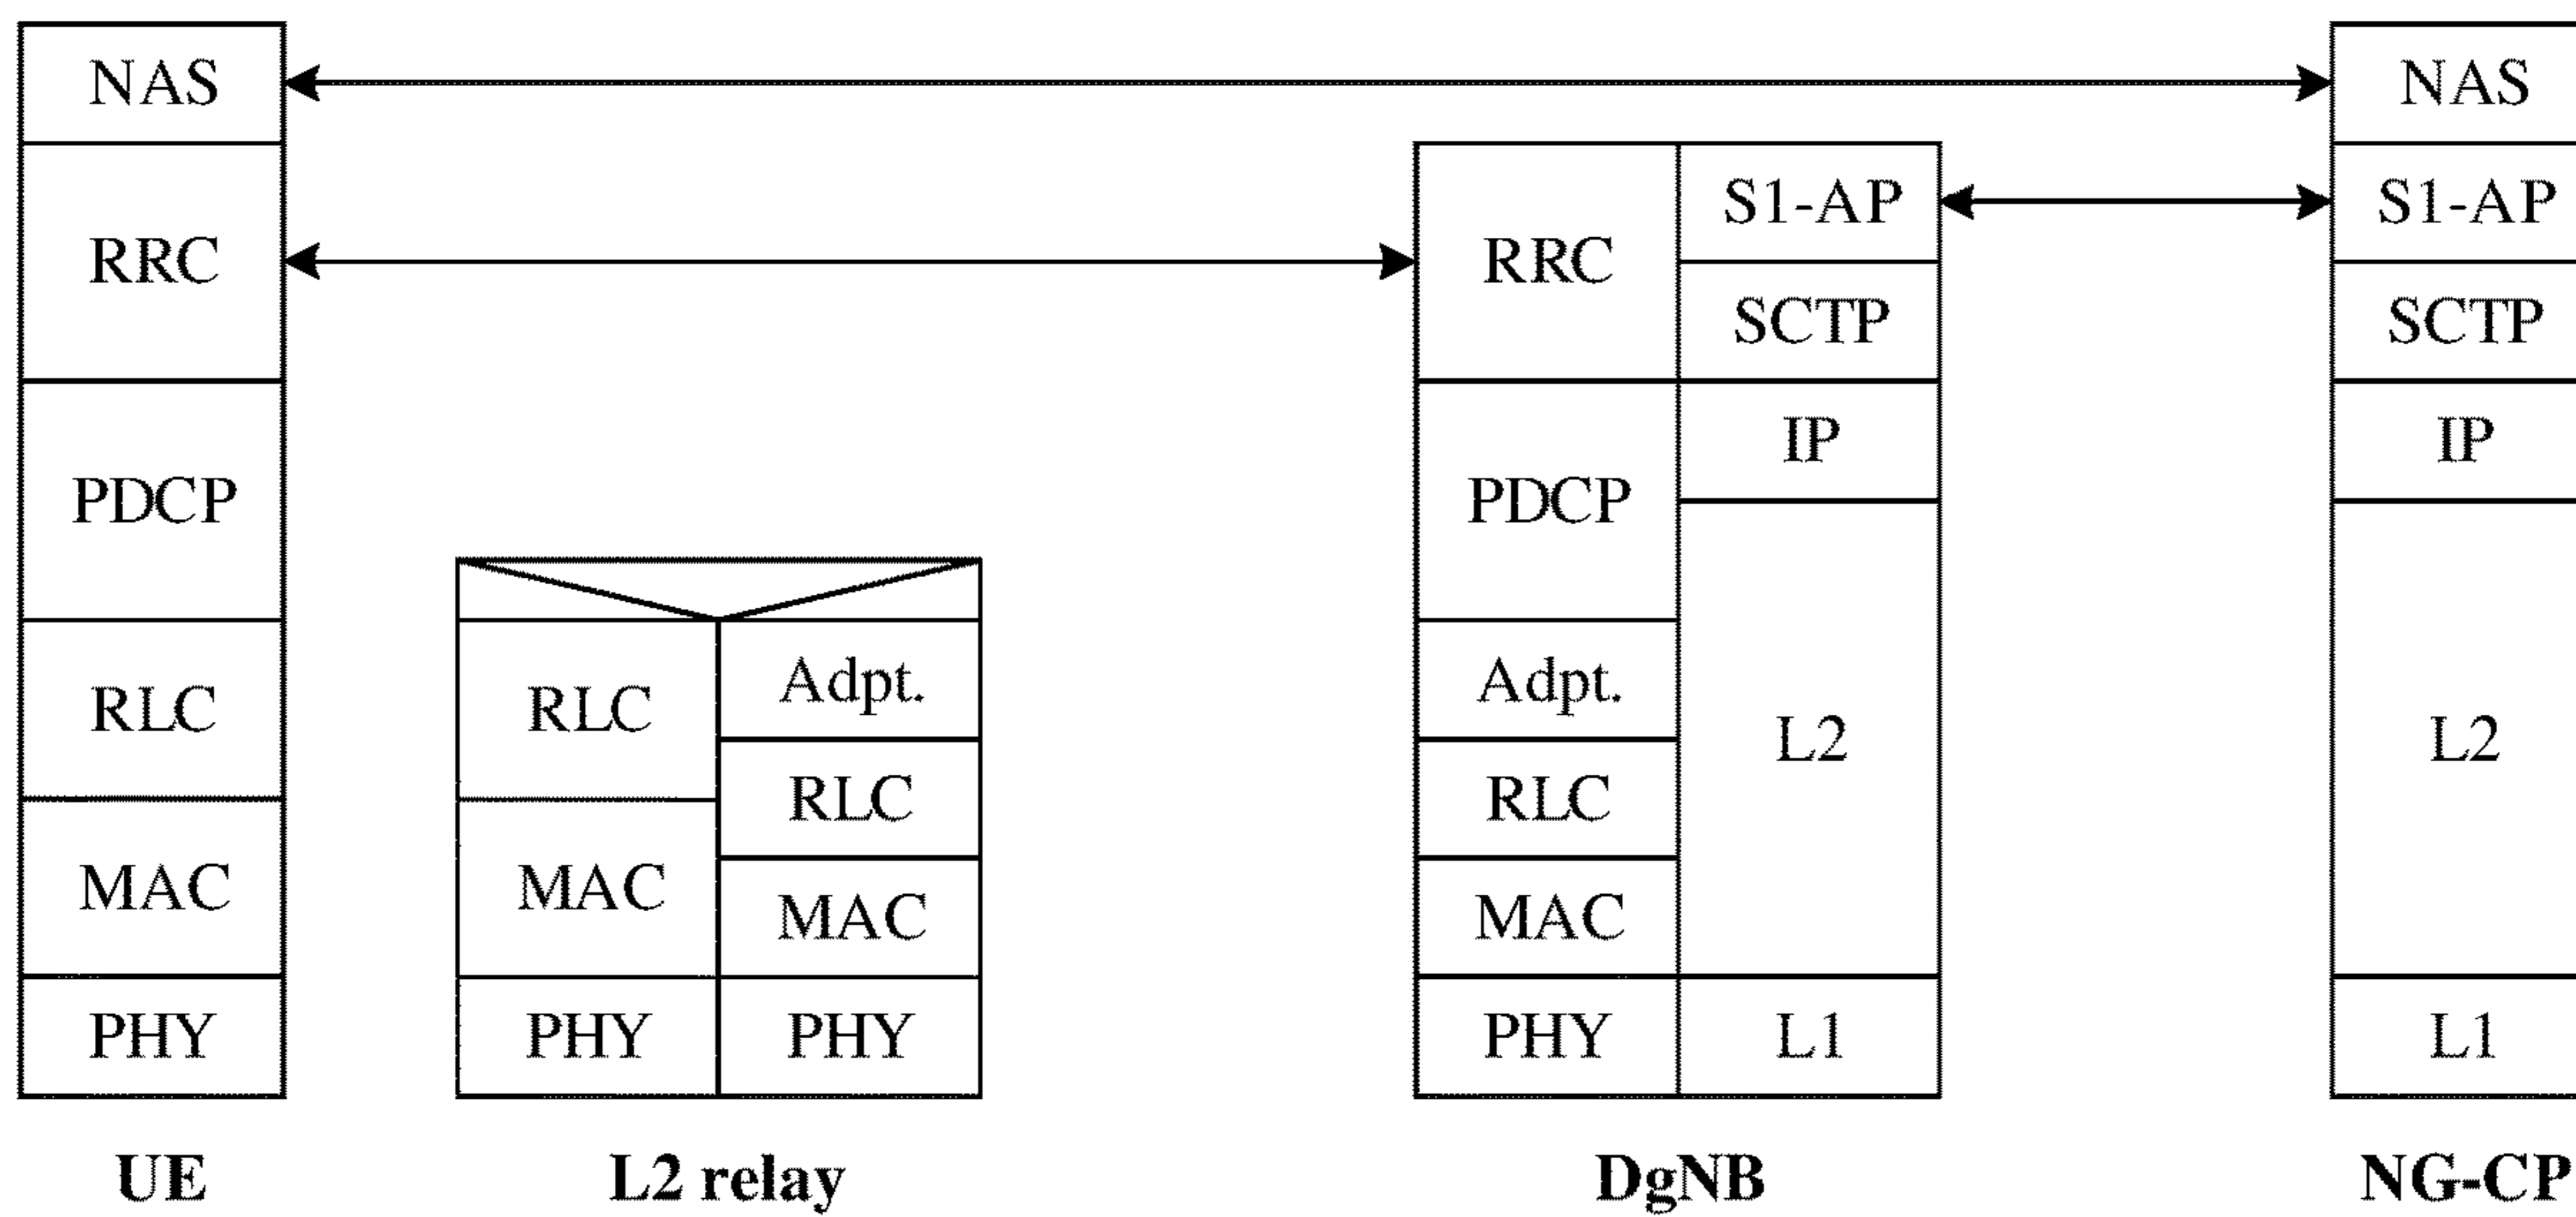 NAS
RRC
PDCP
RLC
MAC
PHY
UE
RLC
MAC
PHY
Adpt.
RLC
MAC
PHY
L2 relay
RRC
PDCP
Adpt.
RLC
MAC
PHY
S1-AP
SCTP
IP
L2
L1
DgNB
NAS
S1-AP
SCTP
IP
L2
L1
NG-CP